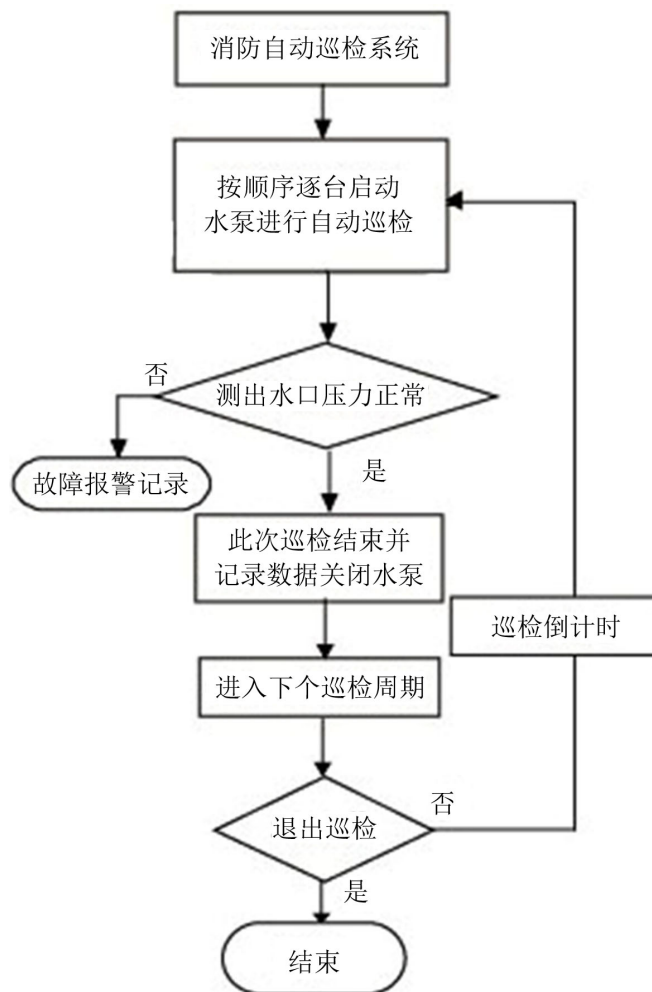 消防自动巡检系统
按顺序逐台启动
水泵进行自动巡检
否
测出水口压力正常
故障报警记录
是
此次巡检结束并
记录数据关闭水泵
巡检倒计时
进入下个巡检周期
否
退出巡检
是
结束